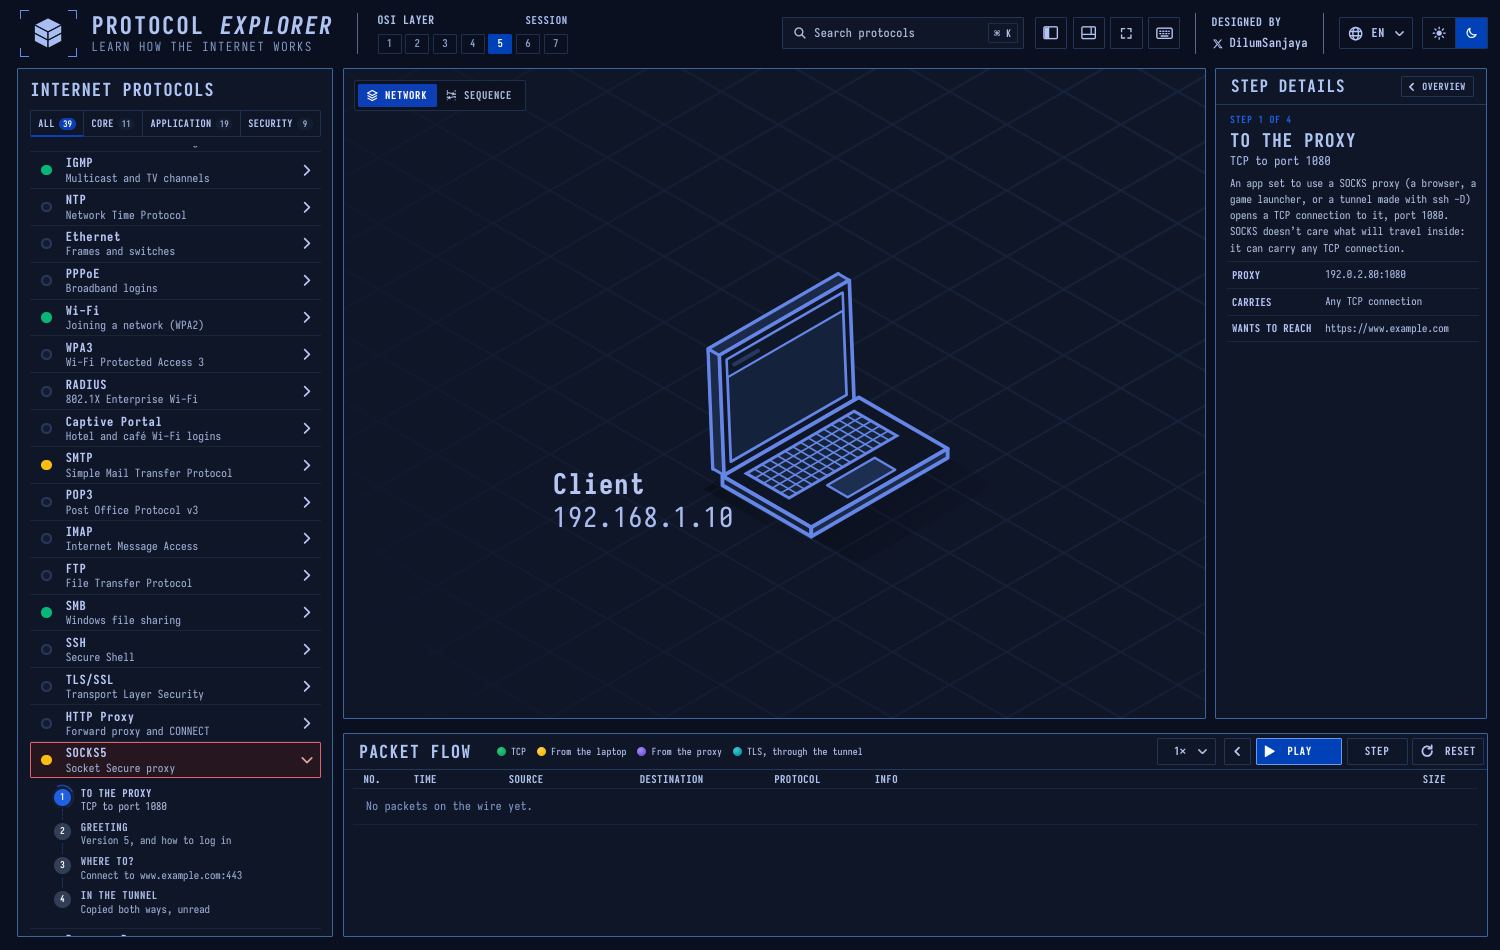 PROTOCOL EXPLORER
LEARN HOW THE INTERNET WORKS
OSI LAYER SESSION
1 2 3 4 5 6 7
Search protocols ⌘ K
DESIGNED BY
DilumSanjaya
EN
INTERNET PROTOCOLS
ALL 39 CORE 11 APPLICATION 19 SECURITY 9
IGMP
Multicast and TV channels
NTP
Network Time Protocol
Ethernet
Frames and switches
PPPoE
Broadband logins
Wi-Fi
Joining a network (WPA2)
WPA3
Wi-Fi Protected Access 3
RADIUS
802.1X Enterprise Wi-Fi
Captive Portal
Hotel and café Wi-Fi logins
SMTP
Simple Mail Transfer Protocol
POP3
Post Office Protocol v3
IMAP
Internet Message Access
FTP
File Transfer Protocol
SMB
Windows file sharing
SSH
Secure Shell
TLS/SSL
Transport Layer Security
HTTP Proxy
Forward proxy and CONNECT
SOCKS5
Socket Secure proxy
1 TO THE PROXY
TCP to port 1080
2 GREETING
Version 5, and how to log in
3 WHERE TO?
Connect to www.example.com:443
4 IN THE TUNNEL
Copied both ways, unread
NETWORK SEQUENCE
Client
192.168.1.10
STEP DETAILS OVERVIEW
STEP 1 OF 4
TO THE PROXY
TCP to port 1080
An app set to use a SOCKS proxy (a browser, a
game launcher, or a tunnel made with ssh -D)
opens a TCP connection to it, port 1080.
SOCKS doesn't care what will travel inside:
it can carry any TCP connection.
PROXY 192.0.2.80:1080
CARRIES Any TCP connection
WANTS TO REACH https://www.example.com
PACKET FLOW TCP From the laptop From the proxy TLS, through the tunnel 1× PLAY STEP RESET
NO. TIME SOURCE DESTINATION PROTOCOL INFO SIZE
No packets on the wire yet.